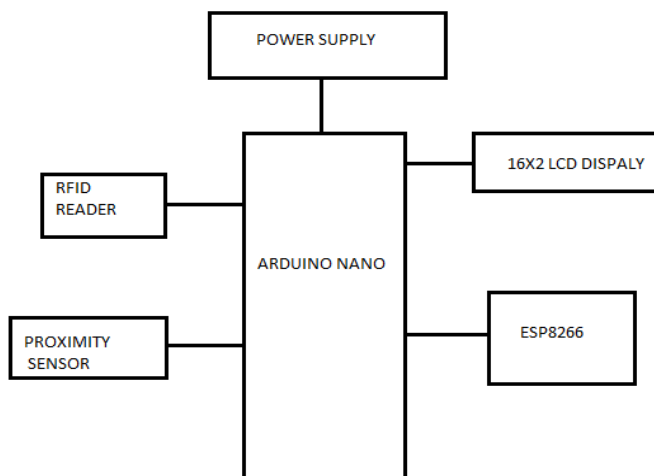 POWER SUPPLY
16X2 LCD DISPALY
RFID
READER
ARDUINO NANO
PROXIMITY
SENSOR
ESP8266